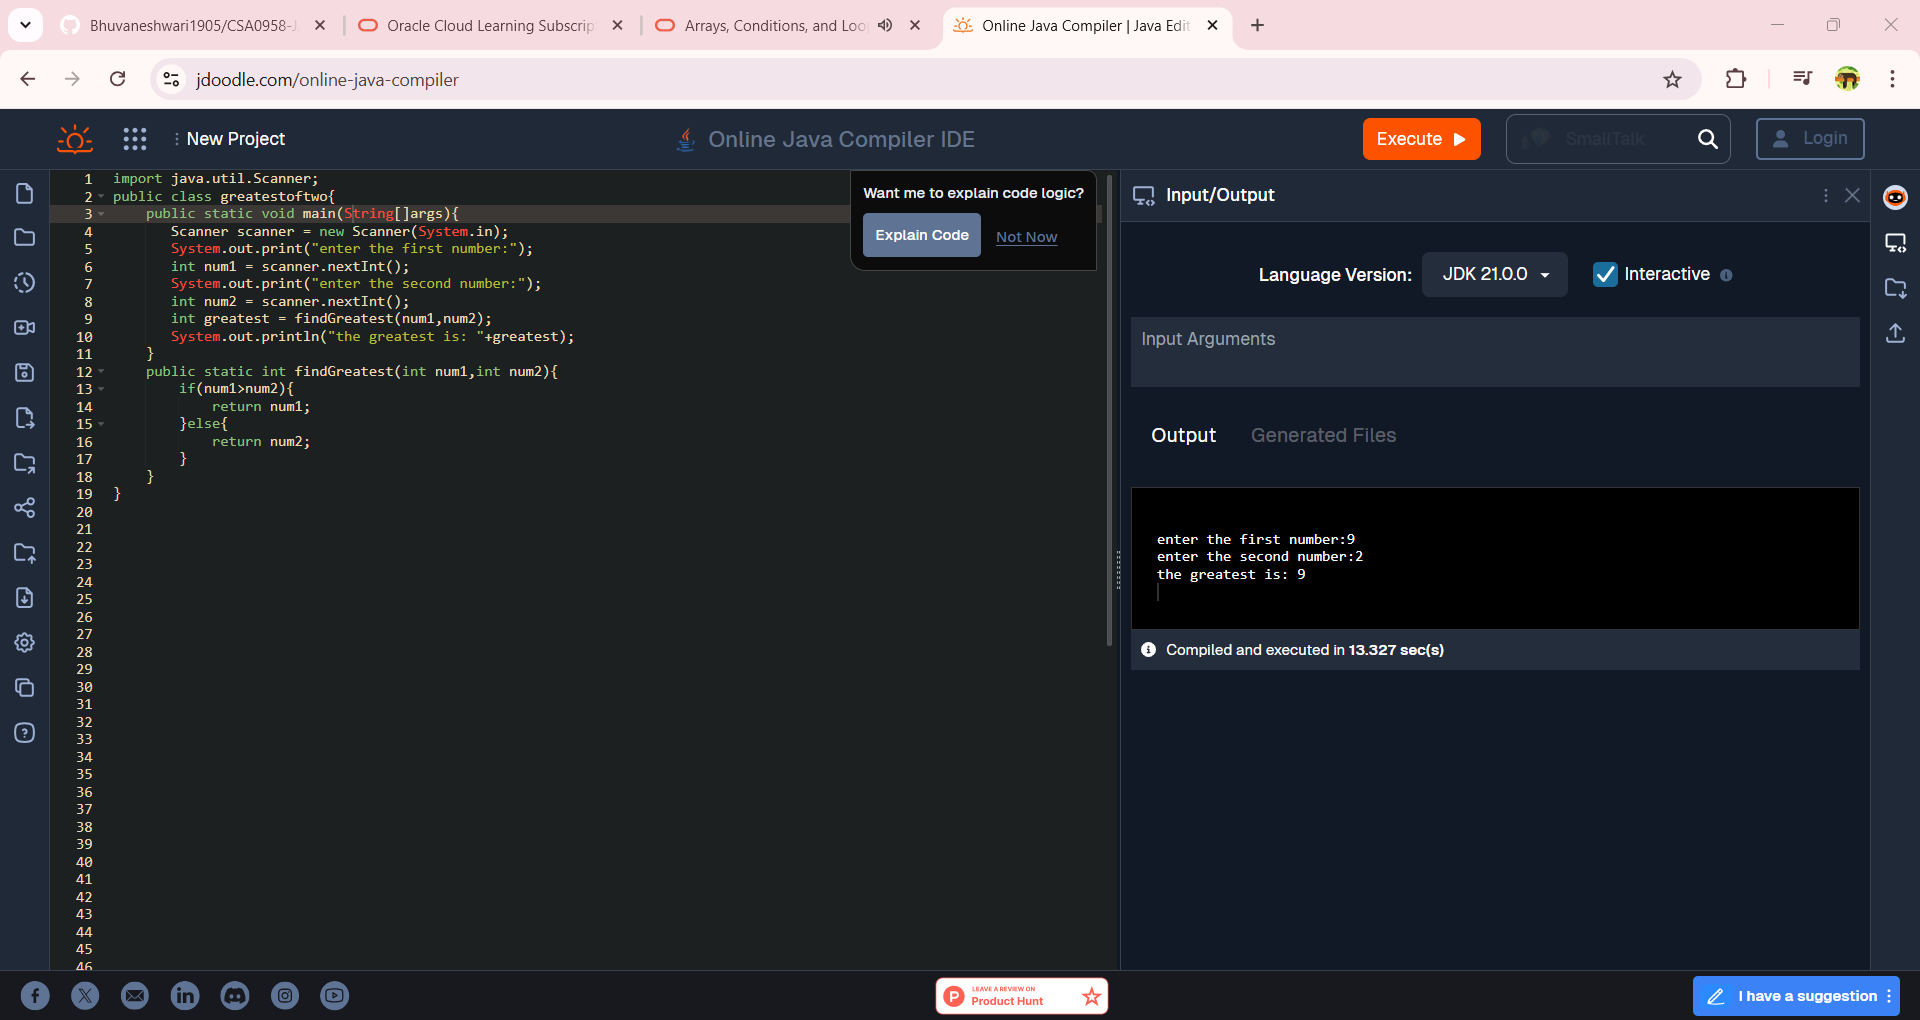 Bhuvaneshwari1905/CSA0958-J
Oracle Cloud Learning Subscrip
Arrays, Conditions, and Loo
Online Java Compiler | Java Edit
jdoodle.com/online-java-compiler
New Project
Online Java Compiler IDE
Execute
SmallTalk
Login
1 import java.util.Scanner;
2 public class greatestoftwo{
3 public static void main(String[]args){
4 Scanner scanner = new Scanner(System.in);
5 System.out.print("enter the first number:");
6 int num1 = scanner.nextInt();
7 System.out.print("enter the second number:");
8 int num2 = scanner.nextInt();
9 int greatest = findGreatest(num1,num2);
10 System.out.println("the greatest is: "+greatest);
11 }
12 public static int findGreatest(int num1,int num2){
13 if(num1>num2){
14 return num1;
15 }else{
16 return num2;
17 }
18 }
19 }
20
21
22
23
24
25
26
27
28
29
30
31
32
33
34
35
36
37
38
39
40
41
42
43
44
45
46
Want me to explain code logic?
Explain Code
Not Now
Input/Output
Language Version:
JDK 21.0.0
Interactive
Input Arguments
Output
Generated Files
enter the first number:9
enter the second number:2
the greatest is: 9
Compiled and executed in 13.327 sec(s)
LEAVE A REVIEW ON
Product Hunt
I have a suggestion